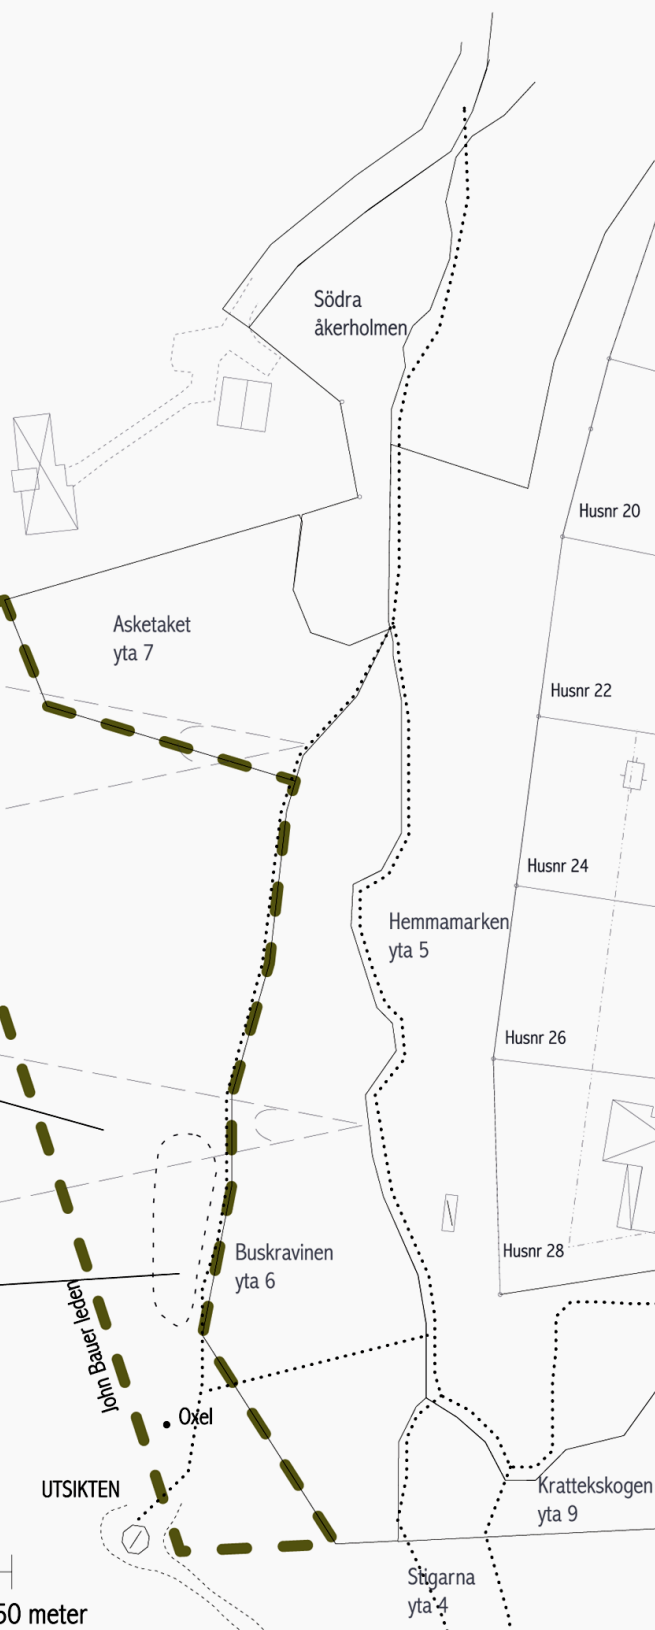 Södra
åkerholmen
Husnr 20
Asketaket
yta 7
Husnr 22
Husnr 24
Hemmamarken
yta 5
Husnr 26
Buskravinen
yta 6
Husnr 28
John Bauer leden
Oxel
UTSIKTEN
Krattekskogen
yta 9
Stigarna
yta 4
50 meter